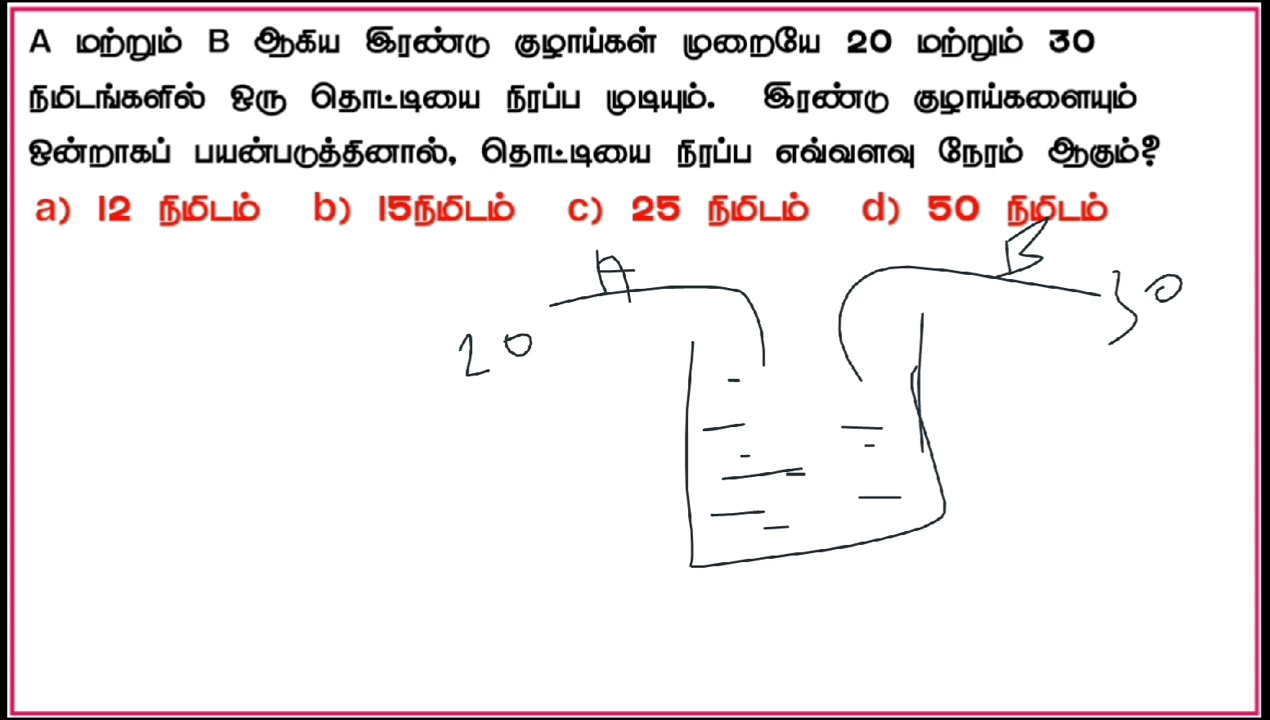 A மற்றும் B ஆகிய இரண்டு குழாய்கள் முறையே 20 மற்றும் 30
நிமிடங்களில் ஒரு தொட்டியை நிரப்ப முடியும். இரண்டு குழாய்களையும்
ஒன்றாகப் பயன்படுத்தினால், தொட்டியை நிரப்ப எவ்வளவு நேரம் ஆகும்?
a) 12 நிமிடம் b) 15நிமிடம் c) 25 நிமிடம் d) 50 நிமிடம்
A B
20 30